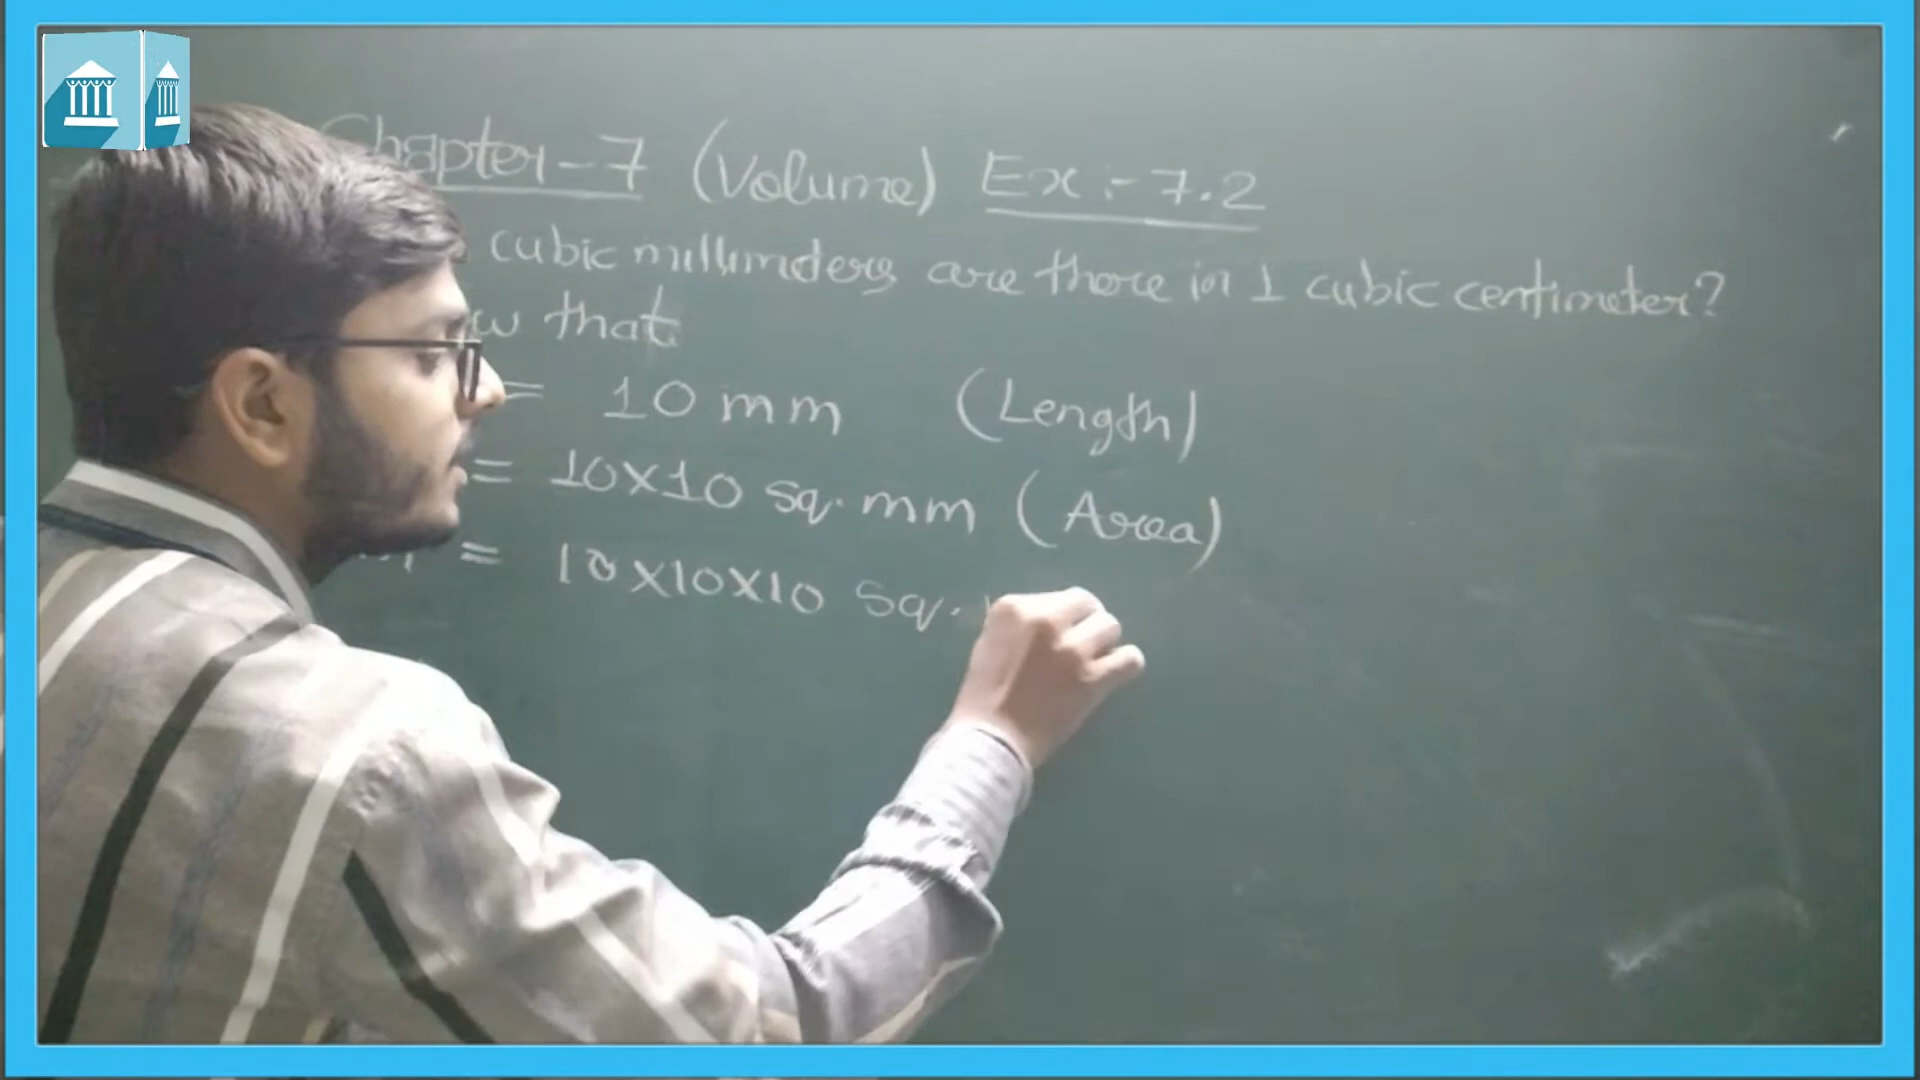 Chapter-7 (Volume) Ex:-7.2
cubic millimeters are there in 1 cubic centimeter?
that
= 10 mm (Length)
= 10x10 sq. mm (Area)
= 10x10x10 Sq.